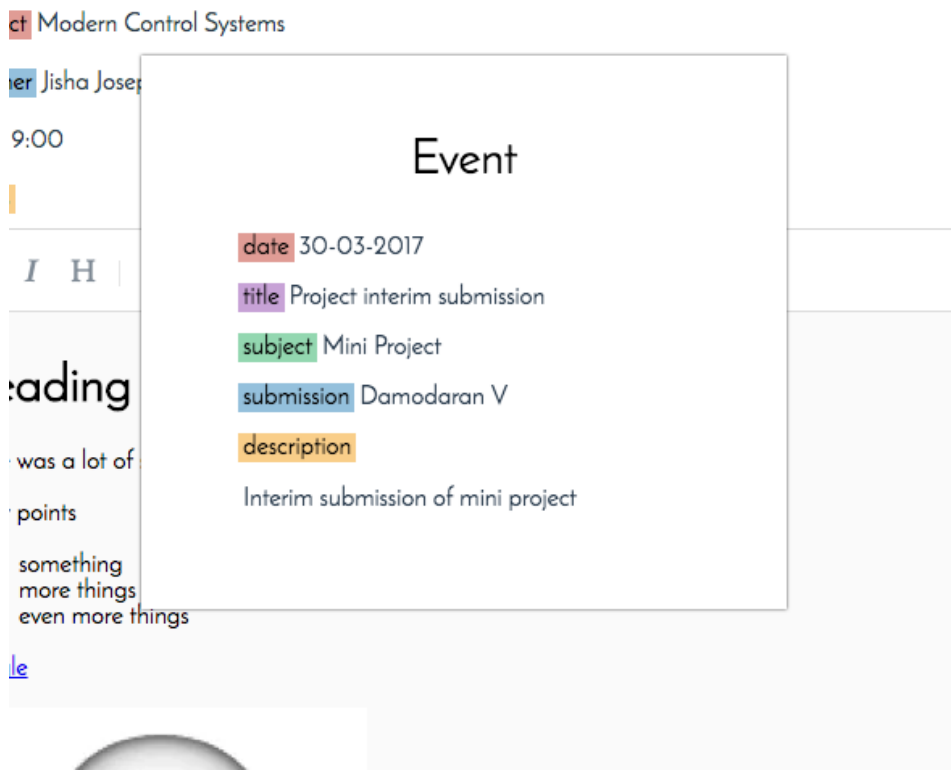 ct Modern Control Systems
ner Jisha Josep
9:00
Event
date 30-03-2017
title Project interim submission
subject Mini Project
submission Damodaran V
description
Interim submission of mini project
I H
eading
was a lot of
points
something
more things
even more things
le